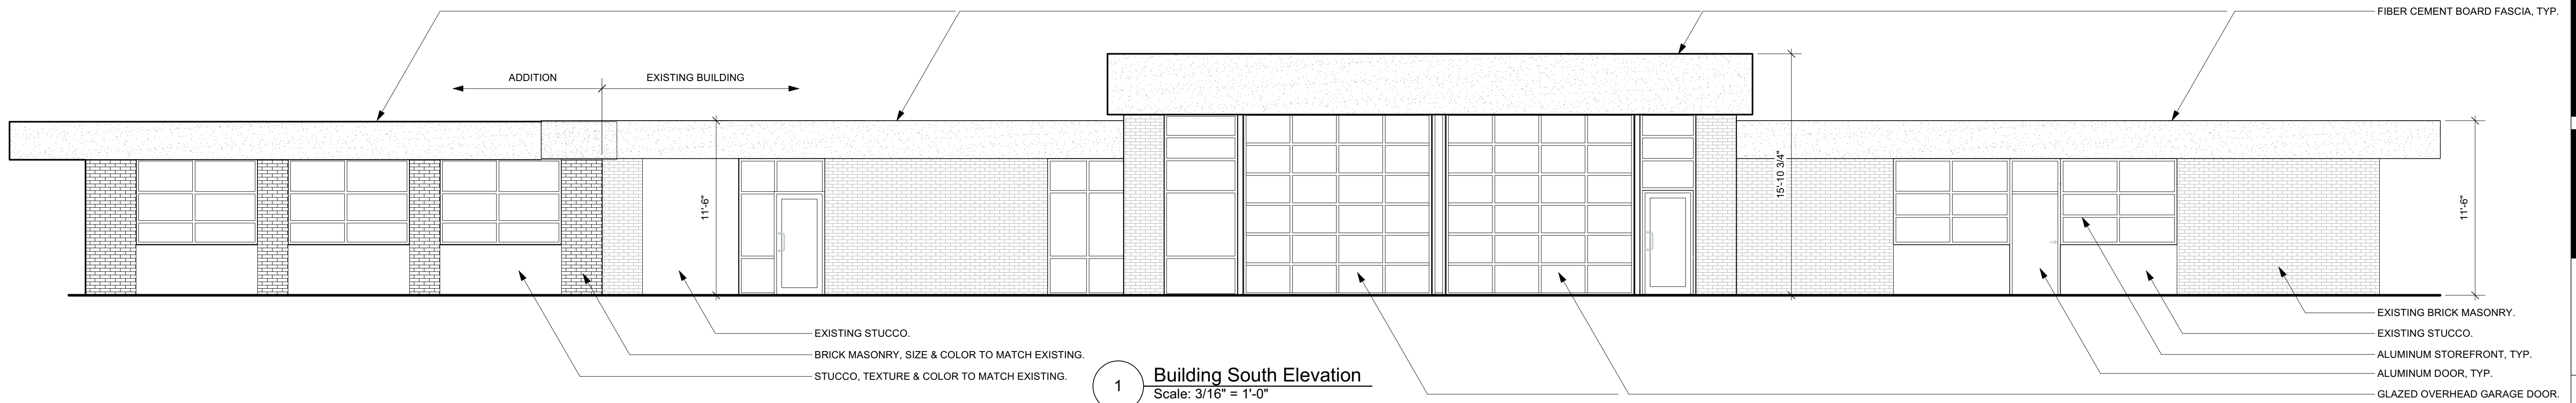 FIBER CEMENT BOARD FASCIA, TYP.
ADDITION
EXISTING BUILDING
11'-6"
15'-10 3/4"
11'-6"
EXISTING STUCCO.
BRICK MASONRY, SIZE & COLOR TO MATCH EXISTING.
STUCCO, TEXTURE & COLOR TO MATCH EXISTING.
EXISTING BRICK MASONRY.
EXISTING STUCCO.
ALUMINUM STOREFRONT, TYP.
ALUMINUM DOOR, TYP.
GLAZED OVERHEAD GARAGE DOOR.
1
Building South Elevation
Scale: 3/16" = 1'-0"